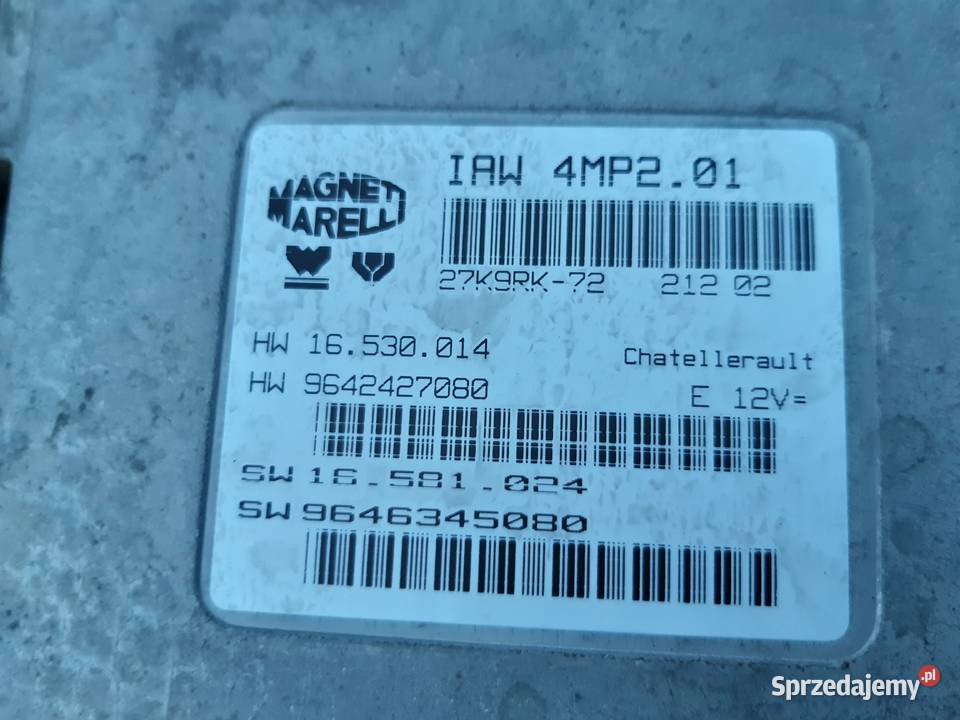 IAW 4MP2.01
MAGNETI
MARELLI
27K9RK-72 212 02
HW 16.530.014
Chatellerault
HW 9642427080
E 12V=
SW 16.581.024
SW 9646345080
Sprzedajemy.pl